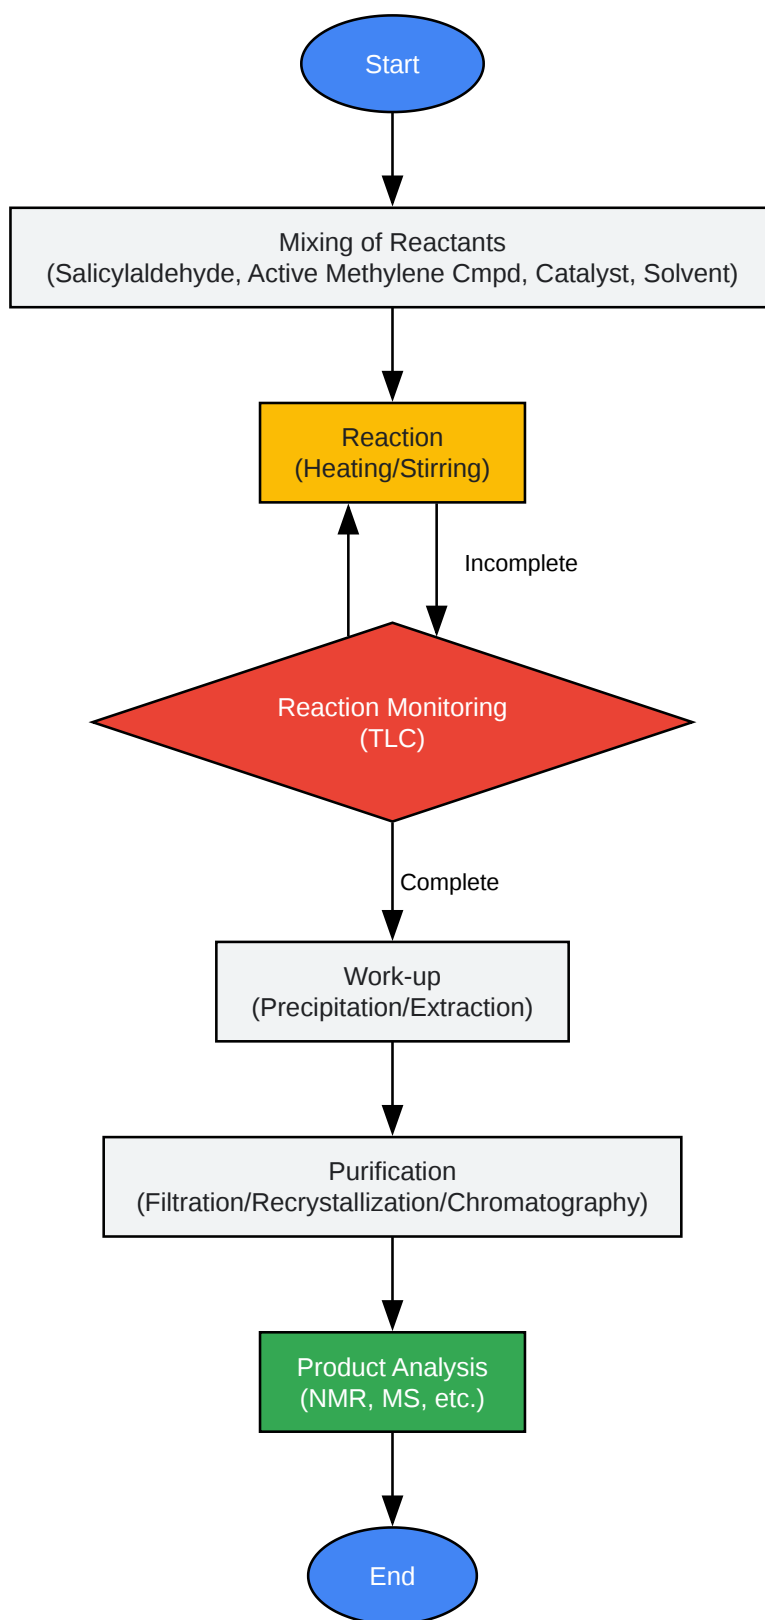 Start
Mixing of Reactants
(Salicylaldehyde, Active Methylene Cmpd, Catalyst, Solvent)
Reaction
(Heating/Stirring)
Incomplete
Reaction Monitoring
(TLC)
Complete
Work-up
(Precipitation/Extraction)
Purification
(Filtration/Recrystallization/Chromatography)
Product Analysis
(NMR, MS, etc.)
End